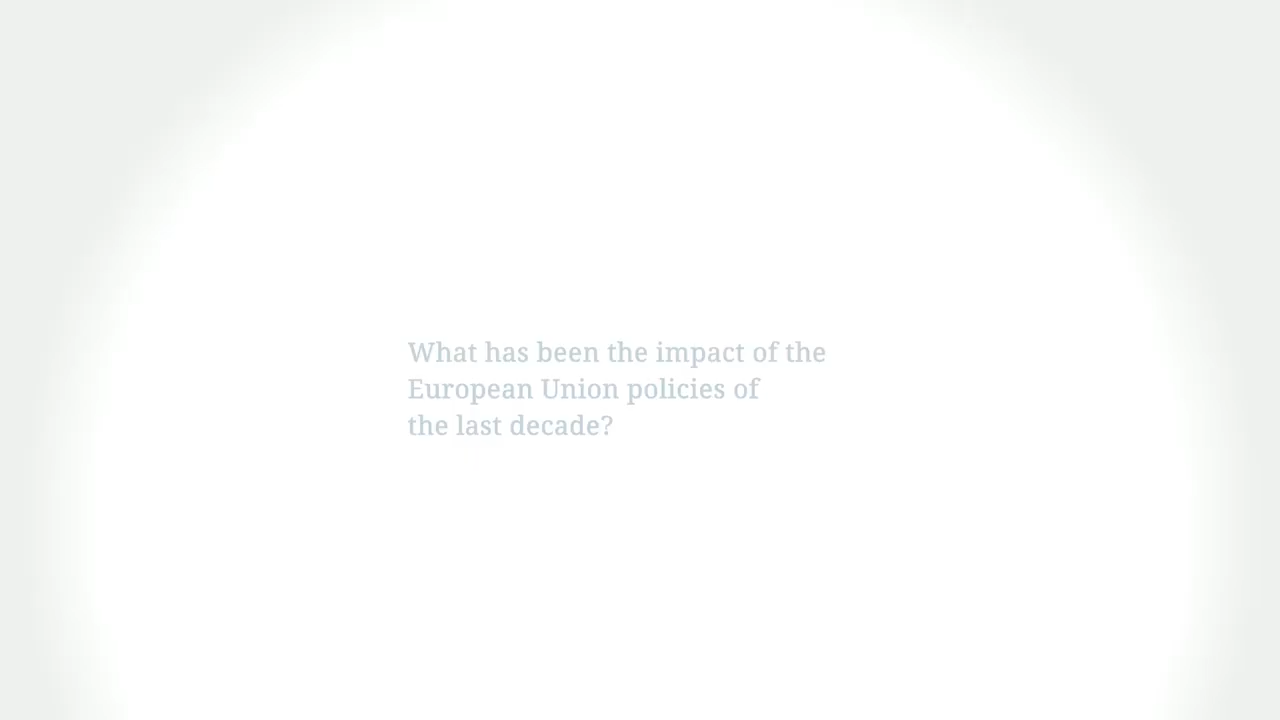 What has been the impact of the
European Union policies of
the last decade?